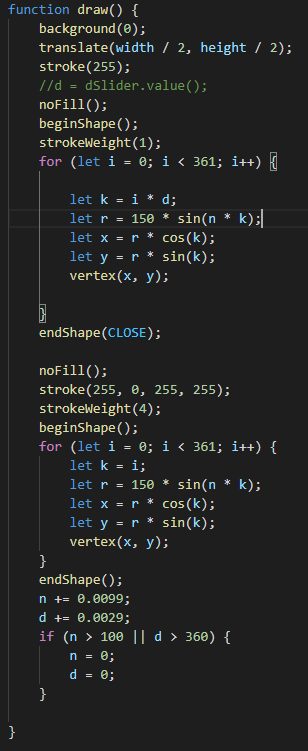 function draw() {
    background(0);
    translate(width / 2, height / 2);
    stroke(255);
    //d = dSlider.value();
    noFill();
    beginShape();
    strokeWeight(1);
    for (let i = 0; i < 361; i++) {
        let k = i * d;
        let r = 150 * sin(n * k);
        let x = r * cos(k);
        let y = r * sin(k);
        vertex(x, y);
    }
    endShape(CLOSE);
    noFill();
    stroke(255, 0, 255, 255);
    strokeWeight(4);
    beginShape();
    for (let i = 0; i < 361; i++) {
        let k = i;
        let r = 150 * sin(n * k);
        let x = r * cos(k);
        let y = r * sin(k);
        vertex(x, y);
    }
    endShape();
    n += 0.0099;
    d += 0.0029;
    if (n > 100 || d > 360) {
        n = 0;
        d = 0;
    }
}